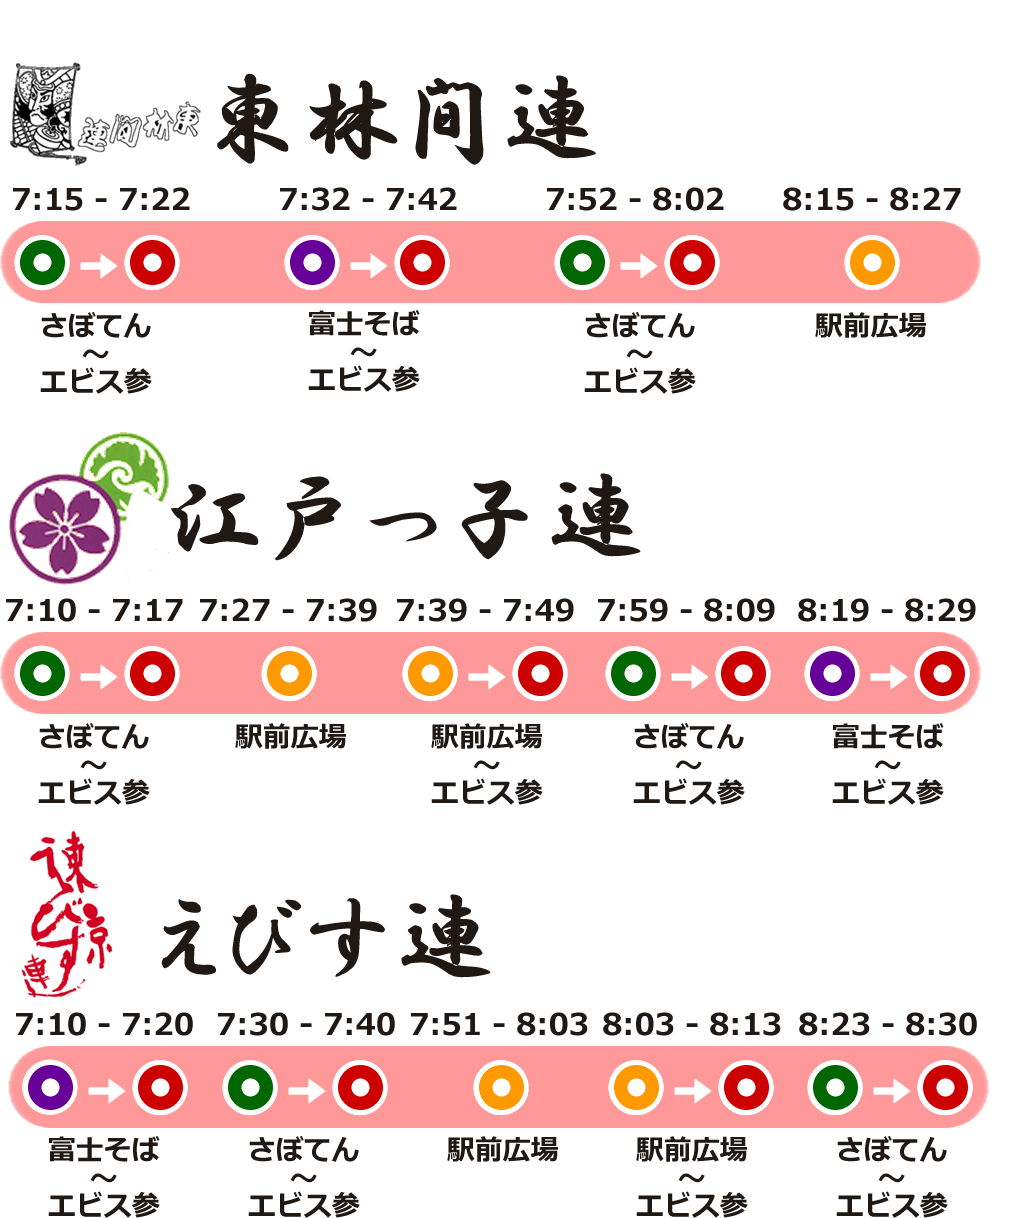 東林間連
東林間連
7:15 - 7:22 7:32 - 7:42 7:52 - 8:02 8:15 - 8:27
さぼてん 富士そば さぼてん 駅前広場
～ ～ ～
エビス参 エビス参 エビス参
江戸っ子連
7:10 - 7:17 7:27 - 7:39 7:39 - 7:49 7:59 - 8:09 8:19 - 8:29
さぼてん 駅前広場 駅前広場 さぼてん 富士そば
～ ～ ～ ～
エビス参 エビス参 エビス参 エビス参
えびす連
7:10 - 7:20 7:30 - 7:40 7:51 - 8:03 8:03 - 8:13 8:23 - 8:30
富士そば さぼてん 駅前広場 駅前広場 さぼてん
～ ～ ～ ～
エビス参 エビス参 エビス参 エビス参